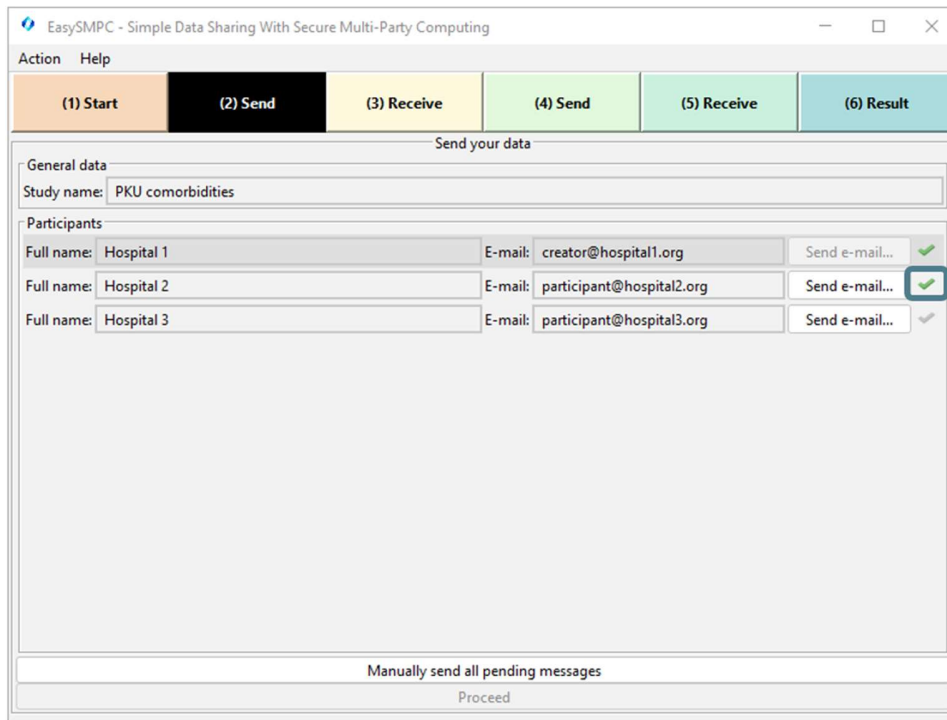 EasySMPC - Simple Data Sharing With Secure Multi-Party Computing
Action Help
(1) Start (2) Send (3) Receive (4) Send (5) Receive (6) Result
Send your data
General data
Study name: PKU comorbidities
Participants
Full name: Hospital 1 E-mail: creator@hospital1.org Send e-mail...
Full name: Hospital 2 E-mail: participant@hospital2.org Send e-mail...
Full name: Hospital 3 E-mail: participant@hospital3.org Send e-mail...
Manually send all pending messages
Proceed